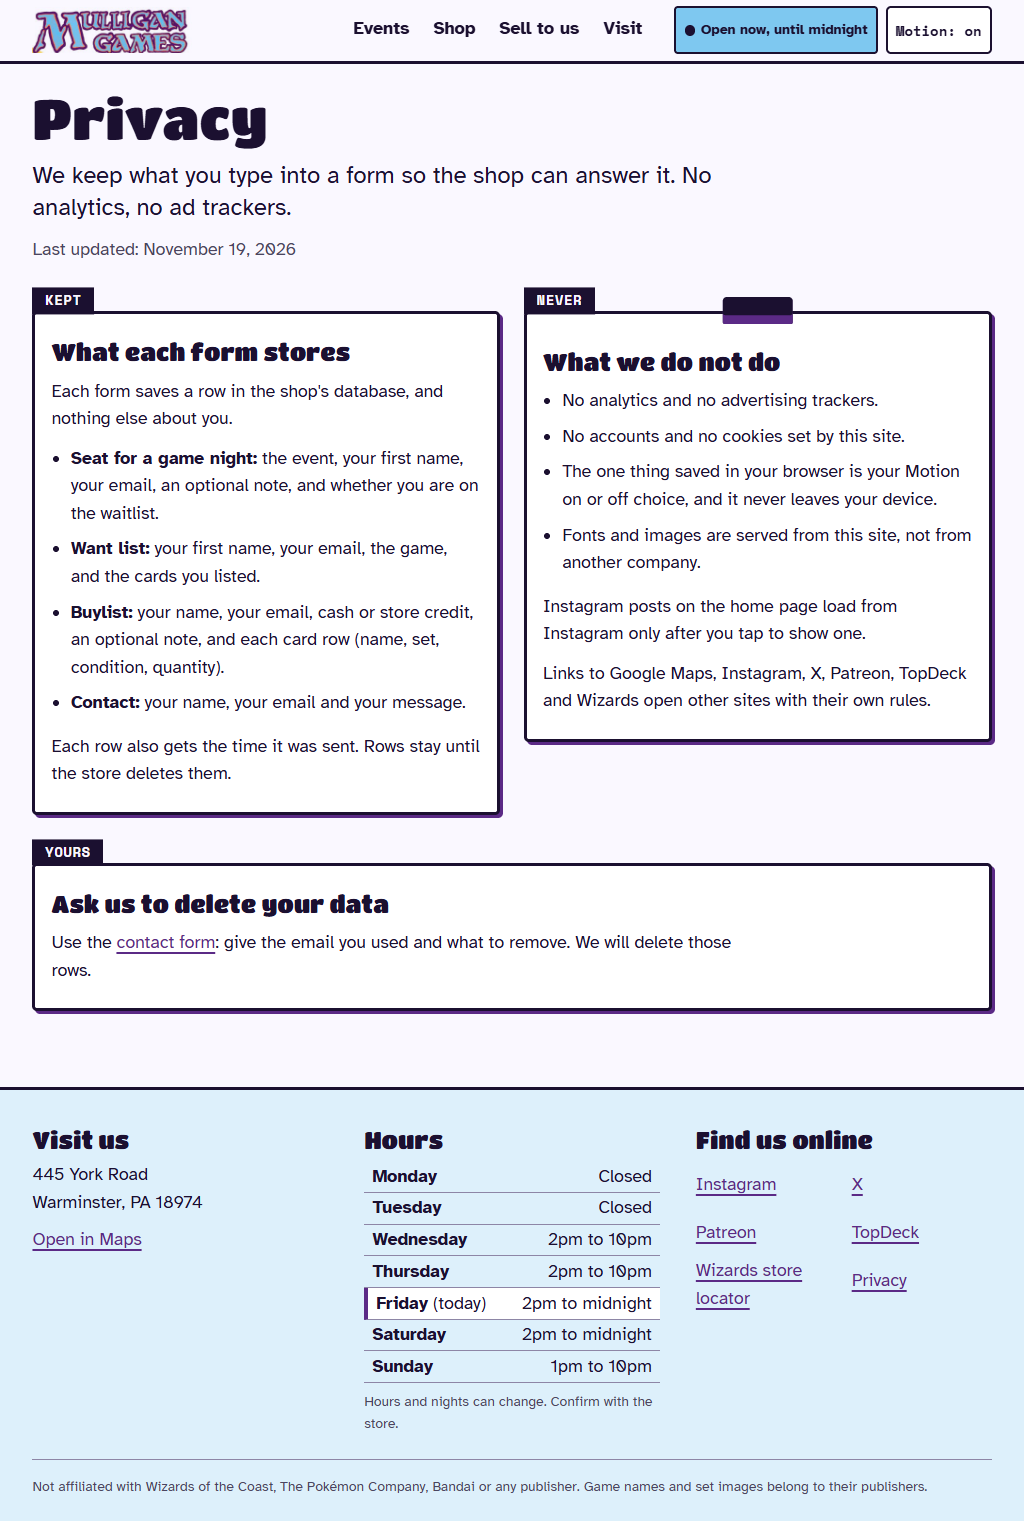 MULLIGAN
GAMES
Events Shop Sell to us Visit
Open now, until midnight
Motion: on
Privacy
We keep what you type into a form so the shop can answer it. No
analytics, no ad trackers.
Last updated: November 19, 2026
KEPT
What each form stores
Each form saves a row in the shop's database, and
nothing else about you.
• Seat for a game night: the event, your first name,
your email, an optional note, and whether you are on
the waitlist.
• Want list: your first name, your email, the game,
and the cards you listed.
• Buylist: your name, your email, cash or store credit,
an optional note, and each card row (name, set,
condition, quantity).
• Contact: your name, your email and your message.
Each row also gets the time it was sent. Rows stay until
the store deletes them.
NEVER
What we do not do
• No analytics and no advertising trackers.
• No accounts and no cookies set by this site.
• The one thing saved in your browser is your Motion
on or off choice, and it never leaves your device.
• Fonts and images are served from this site, not from
another company.
Instagram posts on the home page load from
Instagram only after you tap to show one.
Links to Google Maps, Instagram, X, Patreon, TopDeck
and Wizards open other sites with their own rules.
YOURS
Ask us to delete your data
Use the contact form: give the email you used and what to remove. We will delete those
rows.
Visit us
445 York Road
Warminster, PA 18974
Open in Maps
Hours
Monday Closed
Tuesday Closed
Wednesday 2pm to 10pm
Thursday 2pm to 10pm
Friday (today) 2pm to midnight
Saturday 2pm to midnight
Sunday 1pm to 10pm
Hours and nights can change. Confirm with the
store.
Find us online
Instagram X
Patreon TopDeck
Wizards store
locator
Privacy
Not affiliated with Wizards of the Coast, The Pokémon Company, Bandai or any publisher. Game names and set images belong to their publishers.